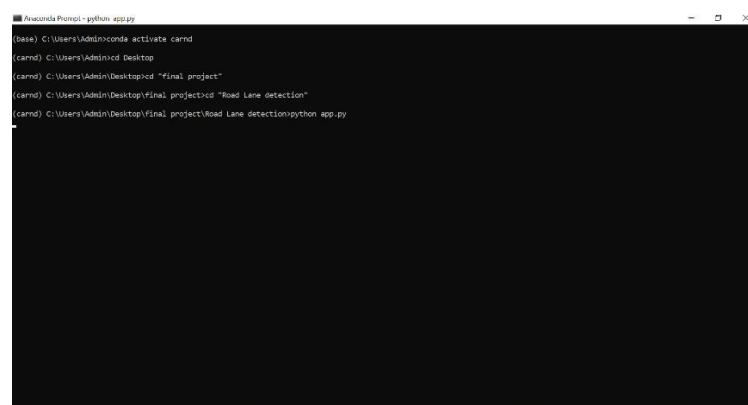 Anaconda Prompt - python app.py
(base) C:\Users\Admin>conda activate carnd
(carnd) C:\Users\Admin>cd Desktop
(carnd) C:\Users\Admin\Desktop>cd "final project"
(carnd) C:\Users\Admin\Desktop\final project>cd "Road Lane detection"
(carnd) C:\Users\Admin\Desktop\final project\Road Lane detection>python app.py